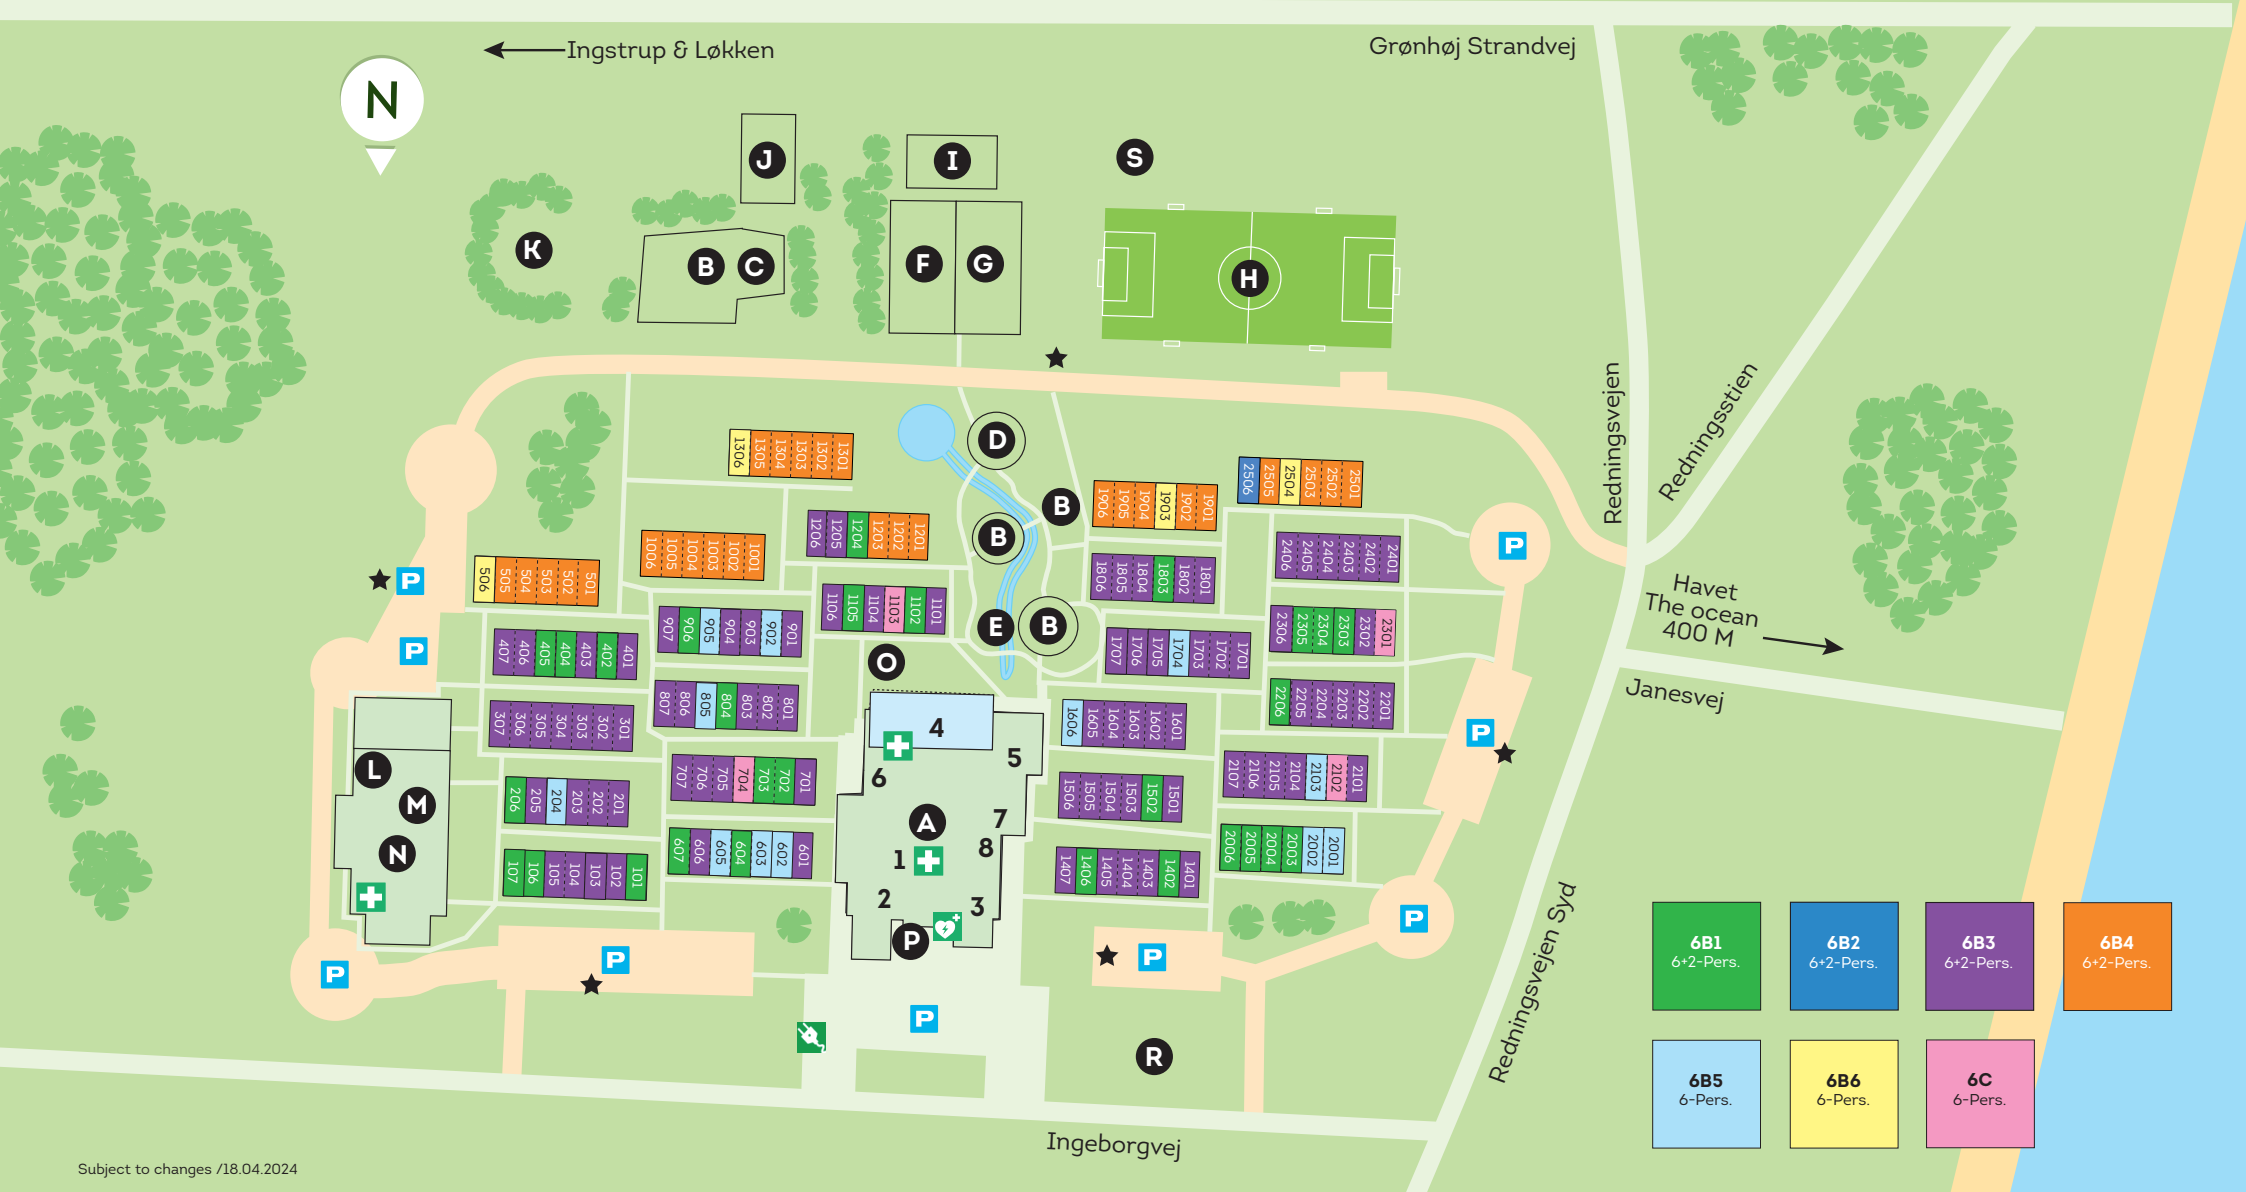 Ingstrup & Løkken
Grønhøj Strandvej
N
J
I
S
K
B
C
F
G
H
Redningsvejen
Redningsstien
D
B
B
E
B
O
1306 1305 1304 1303 1302 1301
2506 2505 2504 2503 2502 2501
1906 1905 1904 1903 1902 1901
1206 1205 1204 1203 1202 1201
1006 1005 1004 1003 1002 1001
2406 2405 2404 2403 2402 2401
506 505 504 503 502 501
1806 1805 1804 1803 1802 1801
1106 1105 1104 1103 1102 1101
907 906 905 904 903 902 901
2306 2305 2304 2303 2302 2301
407 406 405 404 403 402 401
1707 1706 1705 1704 1703 1702 1701
807 806 805 804 803 802 801
2206 2205 2204 2203 2202 2201
307 306 305 304 303 302 301
1606 1605 1604 1603 1602 1601
707 706 705 704 703 702 701
2107 2106 2105 2104 2103 2102 2101
206 205 204 203 202 201
1506 1505 1504 1503 1502 1501
607 606 605 604 603 602 601
2006 2005 2004 2003 2002 2001
107 106 105 104 103 102 101
1407 1406 1405 1404 1403 1402 1401
P
P
P
P
P
P
P
P
P
Havet
The ocean
400 M
Janesvej
L
M
N
4
5
6
A
7
8
1
2
3
P
R
Redningsvejen Syd
Ingeborgvej
6B1
6+2-Pers.
6B2
6+2-Pers.
6B3
6+2-Pers.
6B4
6+2-Pers.
6B5
6-Pers.
6B6
6-Pers.
6C
6-Pers.
Subject to changes /18.04.2024